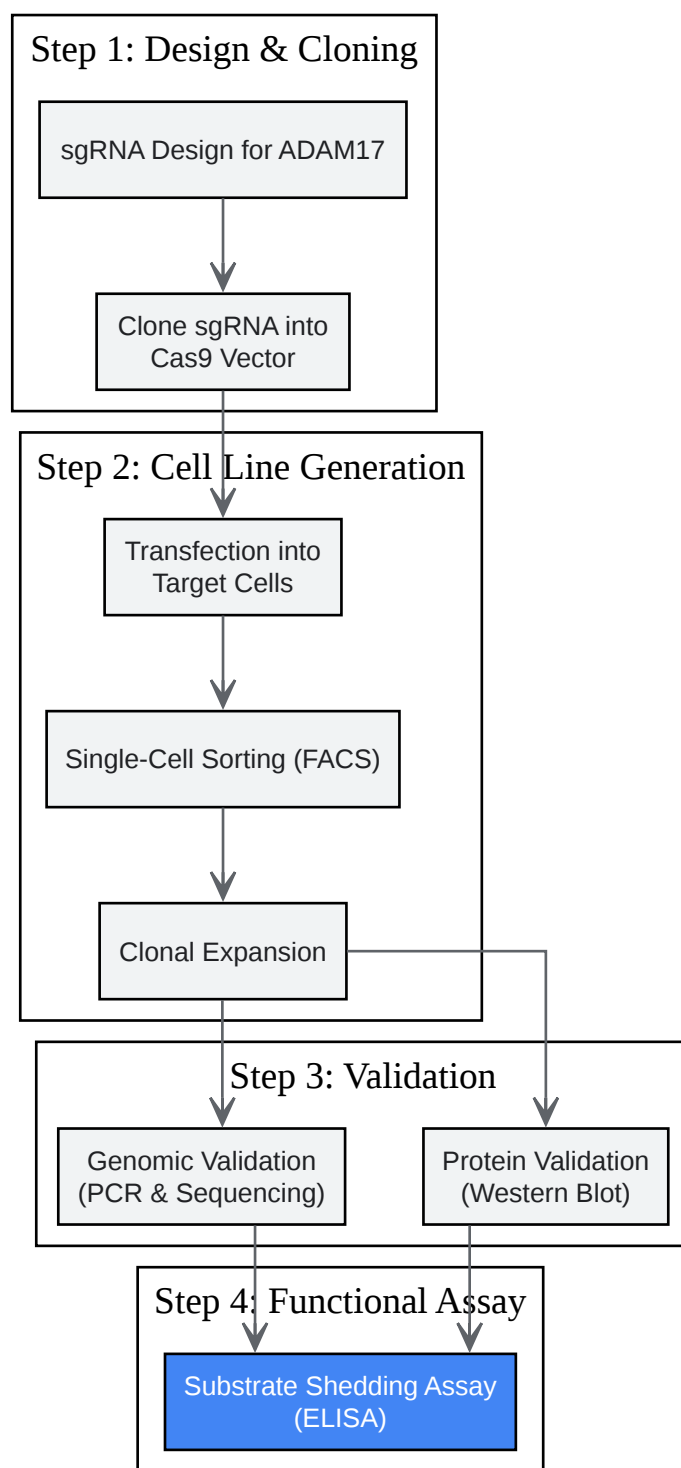 Step 1: Design & Cloning
sgRNA Design for ADAM17
Clone sgRNA into
Cas9 Vector
Step 2: Cell Line Generation
Transfection into
Target Cells
Single-Cell Sorting (FACS)
Clonal Expansion
Step 3: Validation
Genomic Validation
(PCR & Sequencing)
Protein Validation
(Western Blot)
Step 4: Functional Assay
Substrate Shedding Assay
(ELISA)